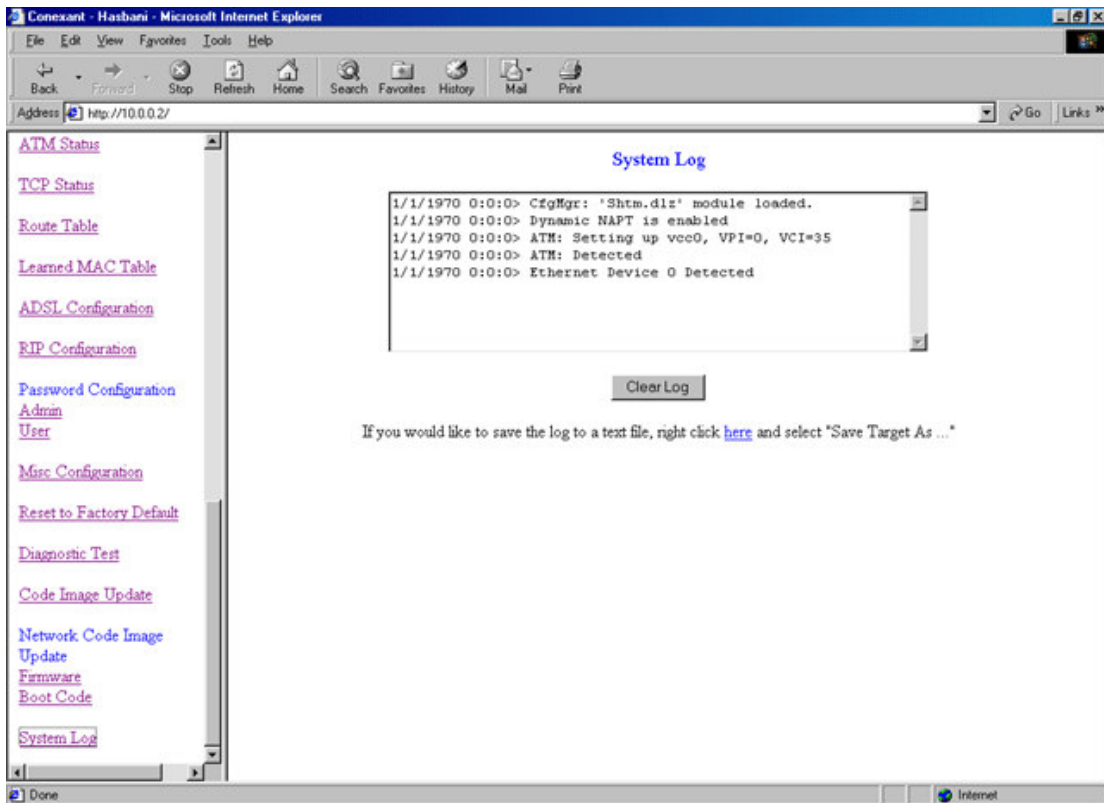 Conexant - Hasbani - Microsoft Internet Explorer
File Edit View Favorites Tools Help
Back Forward Stop Refresh Home Search Favorites History Mail Print
Address http://10.0.0.2/ Go Links »
ATM Status
TCP Status
Route Table
Learned MAC Table
ADSL Configuration
RIP Configuration
Password Configuration
Admin
User
Misc Configuration
Reset to Factory Default
Diagnostic Test
Code Image Update
Network Code Image
Update
Firmware
Boot Code
System Log
System Log
1/1/1970 0:0:0> CfgMgr: 'Shtm.dlz' module loaded.
1/1/1970 0:0:0> Dynamic NAPT is enabled
1/1/1970 0:0:0> ATM: Setting up vcc0, VPI=0, VCI=35
1/1/1970 0:0:0> ATM: Detected
1/1/1970 0:0:0> Ethernet Device 0 Detected
Clear Log
If you would like to save the log to a text file, right click here and select "Save Target As ..."
Done Internet